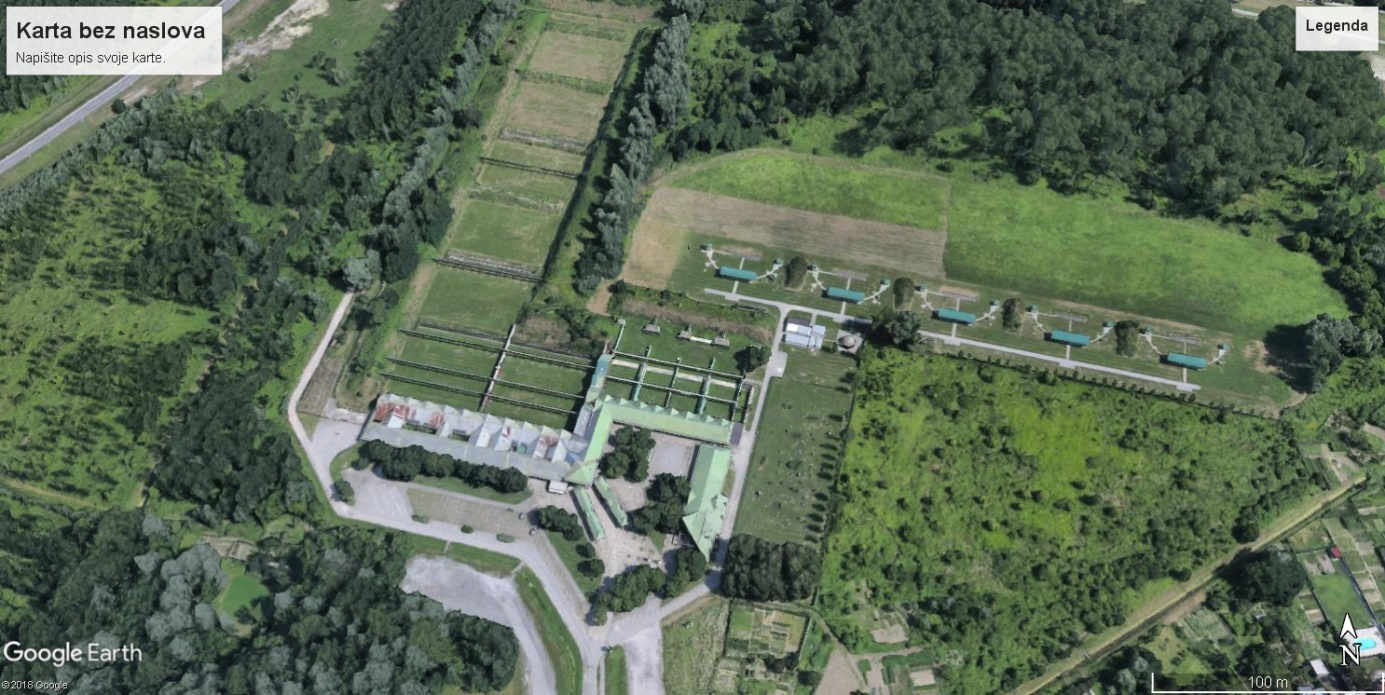 Karta bez naslova
Napišite opis svoje karte.
Legenda
Google Earth
©2018 Google
N
100 m